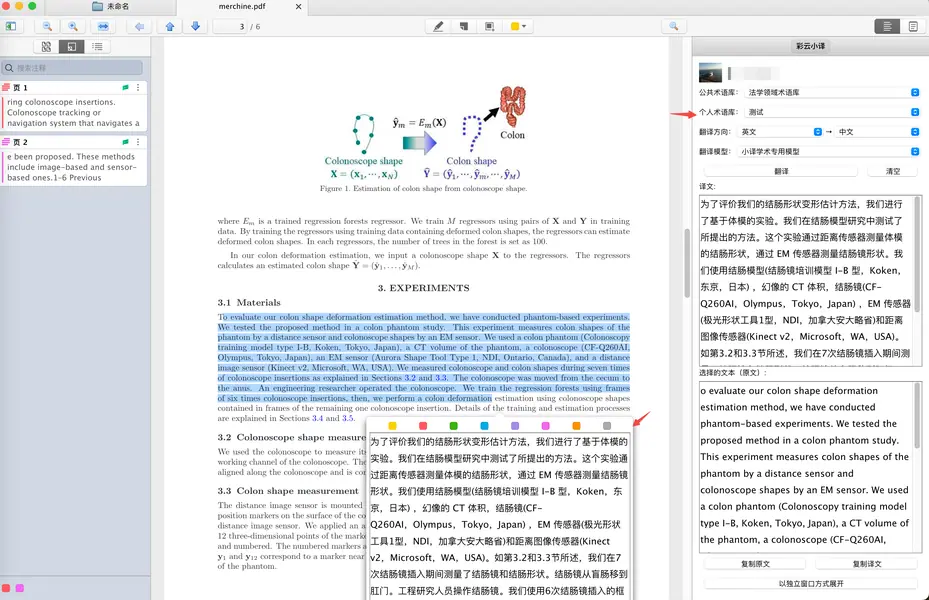 未命名
merchine.pdf
3 / 6
搜索注释
页 1
ring colonoscope insertions.
Colonoscope tracking or
navigation system that navigates a
页 2
e been proposed. These methods
include image-based and sensor-
based ones.1-6 Previous
ŷm = Em(X)
Colon
Colonoscope shape
Colon shape
X = (x1, ⋯, xN)
Ŷ = (ŷ1, ⋯, ŷm, ⋯, ŷM)
Figure 1. Estimation of colon shape from colonoscope shape.
where Em is a trained regression forests regressor. We train M regressors using pairs of X and Y in training
data. By training the regressors using training data containing deformed colon shapes, the regressors can estimate
deformed colon shapes. In each regressors, the number of trees in the forest is set as 100.
In our colon deformation estimation, we input a colonoscope shape X to the regressors. The regressors
calculates an estimated colon shape Ŷ = (ŷ1, . . . , ŷM).
3. EXPERIMENTS
3.1 Materials
To evaluate our colon shape deformation estimation method, we have conducted phantom-based experiments.
We tested the proposed method in a colon phantom study. This experiment measures colon shapes of the
phantom by a distance sensor and colonoscope shapes by an EM sensor. We used a colon phantom (Colonoscopy
training model type I-B, Koken, Tokyo, Japan), a CT volume of the phantom, a colonoscope (CF-Q260AI,
Olympus, Tokyo, Japan), an EM sensor (Aurora Shape Tool Type 1, NDI, Ontario, Canada), and a distance
image sensor (Kinect v2, Microsoft, WA, USA). We measured colonoscope and colon shapes during seven times
of colonoscope insertions as explained in Sections 3.2 and 3.3. The colonoscope was moved from the cecum to
the anus. An engineering researcher operated the colonoscope. We train the regression forests using frames
of six times colonoscope insertions, then, we perform a colon deformation estimation using colonoscope shapes
contained in frames of the remaining one colonoscope insertion. Details of the training and estimation processes
are explained in Sections 3.4 and 3.5.
3.2 Colonoscope shape measure
We used the colonoscope to measure its
working channel of the colonoscope. The
aligned along the colonoscope and is co
3.3 Colon shape measurement
The distance image sensor is mounted
position markers on the surface of the co
distance image sensor. We applied an a
12 three-dimensional points of the marke
and numbered. The numbered markers a
y1 and y12 correspond to a marker near
of the phantom.
为了评价我们的结肠形状变形估计方法，我们进行了基于体模的
实验。我们在结肠模型研究中测试了所提出的方法。这个实验通
过距离传感器测量体模的结肠形状，通过 EM 传感器测量结肠镜
形状。我们使用结肠模型(结肠镜培训模型 I-B 型，Koken，东
京，日本) ，幻像的 CT 体积，结肠镜(CF-
Q260AI，Olympus，Tokyo，Japan) ，EM 传感器(极光形状
工具1型，NDI，加拿大安大略省)和距离图像传感器(Kinect
v2，Microsoft，WA，USA)。如第3.2和3.3节所述，我们在7
次结肠镜插入期间测量了结肠镜和结肠形状。结肠镜从盲肠移到
肛门。工程研究人员操作结肠镜。我们使用6次结肠镜插入的框
彩云小译
公共术语库：
法学领域术语库
个人术语库：
测试
翻译方向：
英文
→
中文
翻译模型：
小译学术专用模型
翻译
清空
译文:
为了评价我们的结肠形状变形估计方法，我们进行
了基于体模的实验。我们在结肠模型研究中测试了
所提出的方法。这个实验通过距离传感器测量体模
的结肠形状，通过 EM 传感器测量结肠镜形状。我
们使用结肠模型(结肠镜培训模型 I-B 型，Koken，
东京，日本) ，幻像的 CT 体积，结肠镜(CF-
Q260AI，Olympus，Tokyo，Japan) ，EM 传感器
(极光形状工具1型，NDI，加拿大安大略省)和距离
图像传感器(Kinect v2，Microsoft，WA，USA)。
如第3.2和3.3节所述，我们在7次结肠镜插入期间测
选择的文本（原文）:
o evaluate our colon shape deformation
estimation method, we have conducted
phantom-based experiments. We tested the
proposed method in a colon phantom study.
This experiment measures colon shapes of the
phantom by a distance sensor and
colonoscope shapes by an EM sensor. We used
a colon phantom (Colonoscopy training model
type I-B, Koken, Tokyo, Japan), a CT volume of
the phantom, a colonoscope (CF-Q260AI,
复制原文
复制译文
以独立窗口方式展开